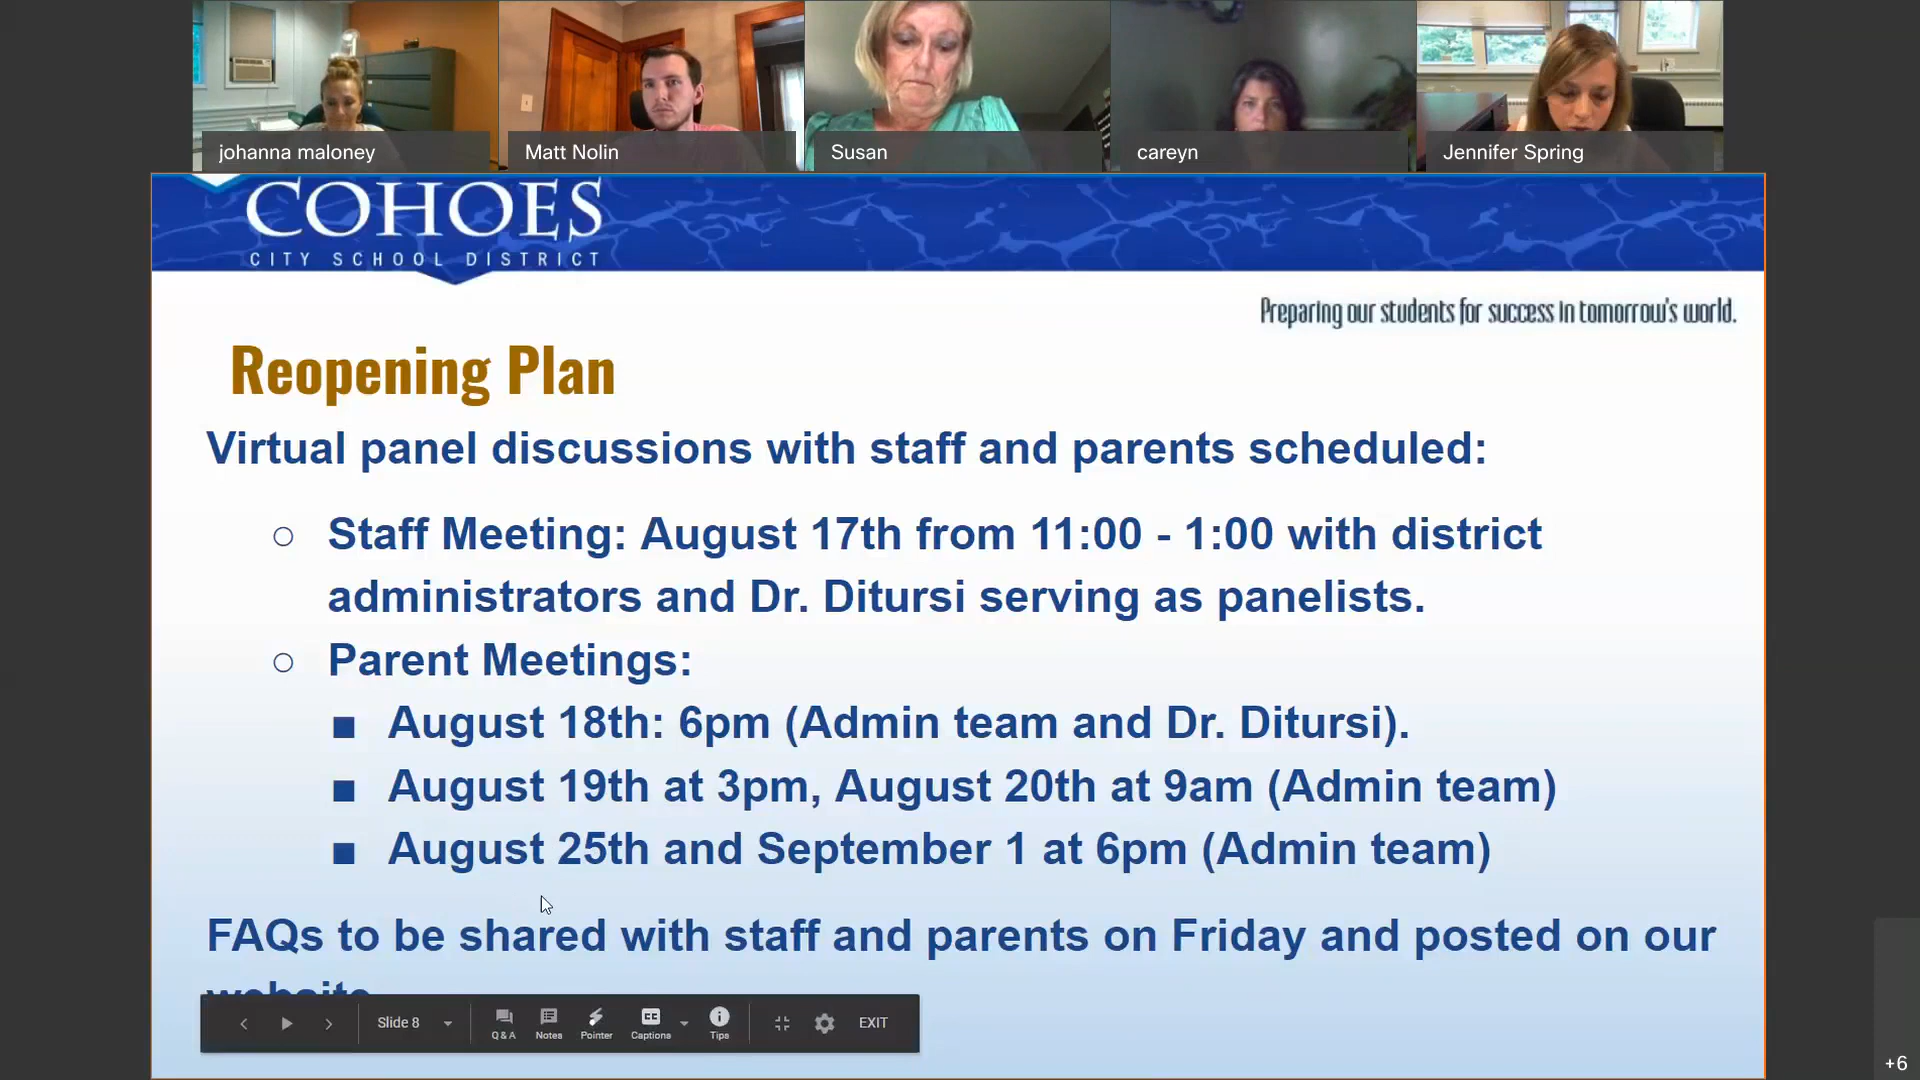 johanna maloney
Matt Nolin
Susan
careyn
Jennifer Spring
COHOES
CITY SCHOOL DISTRICT
Preparing our students for success in tomorrow's world.
Reopening Plan
Virtual panel discussions with staff and parents scheduled:
○ Staff Meeting: August 17th from 11:00 - 1:00 with district
administrators and Dr. Ditursi serving as panelists.
○ Parent Meetings:
■ August 18th: 6pm (Admin team and Dr. Ditursi).
■ August 19th at 3pm, August 20th at 9am (Admin team)
■ August 25th and September 1 at 6pm (Admin team)
FAQs to be shared with staff and parents on Friday and posted on our
website
Slide 8
Q & A
Notes
Pointer
CC
Captions
Tips
EXIT
+6